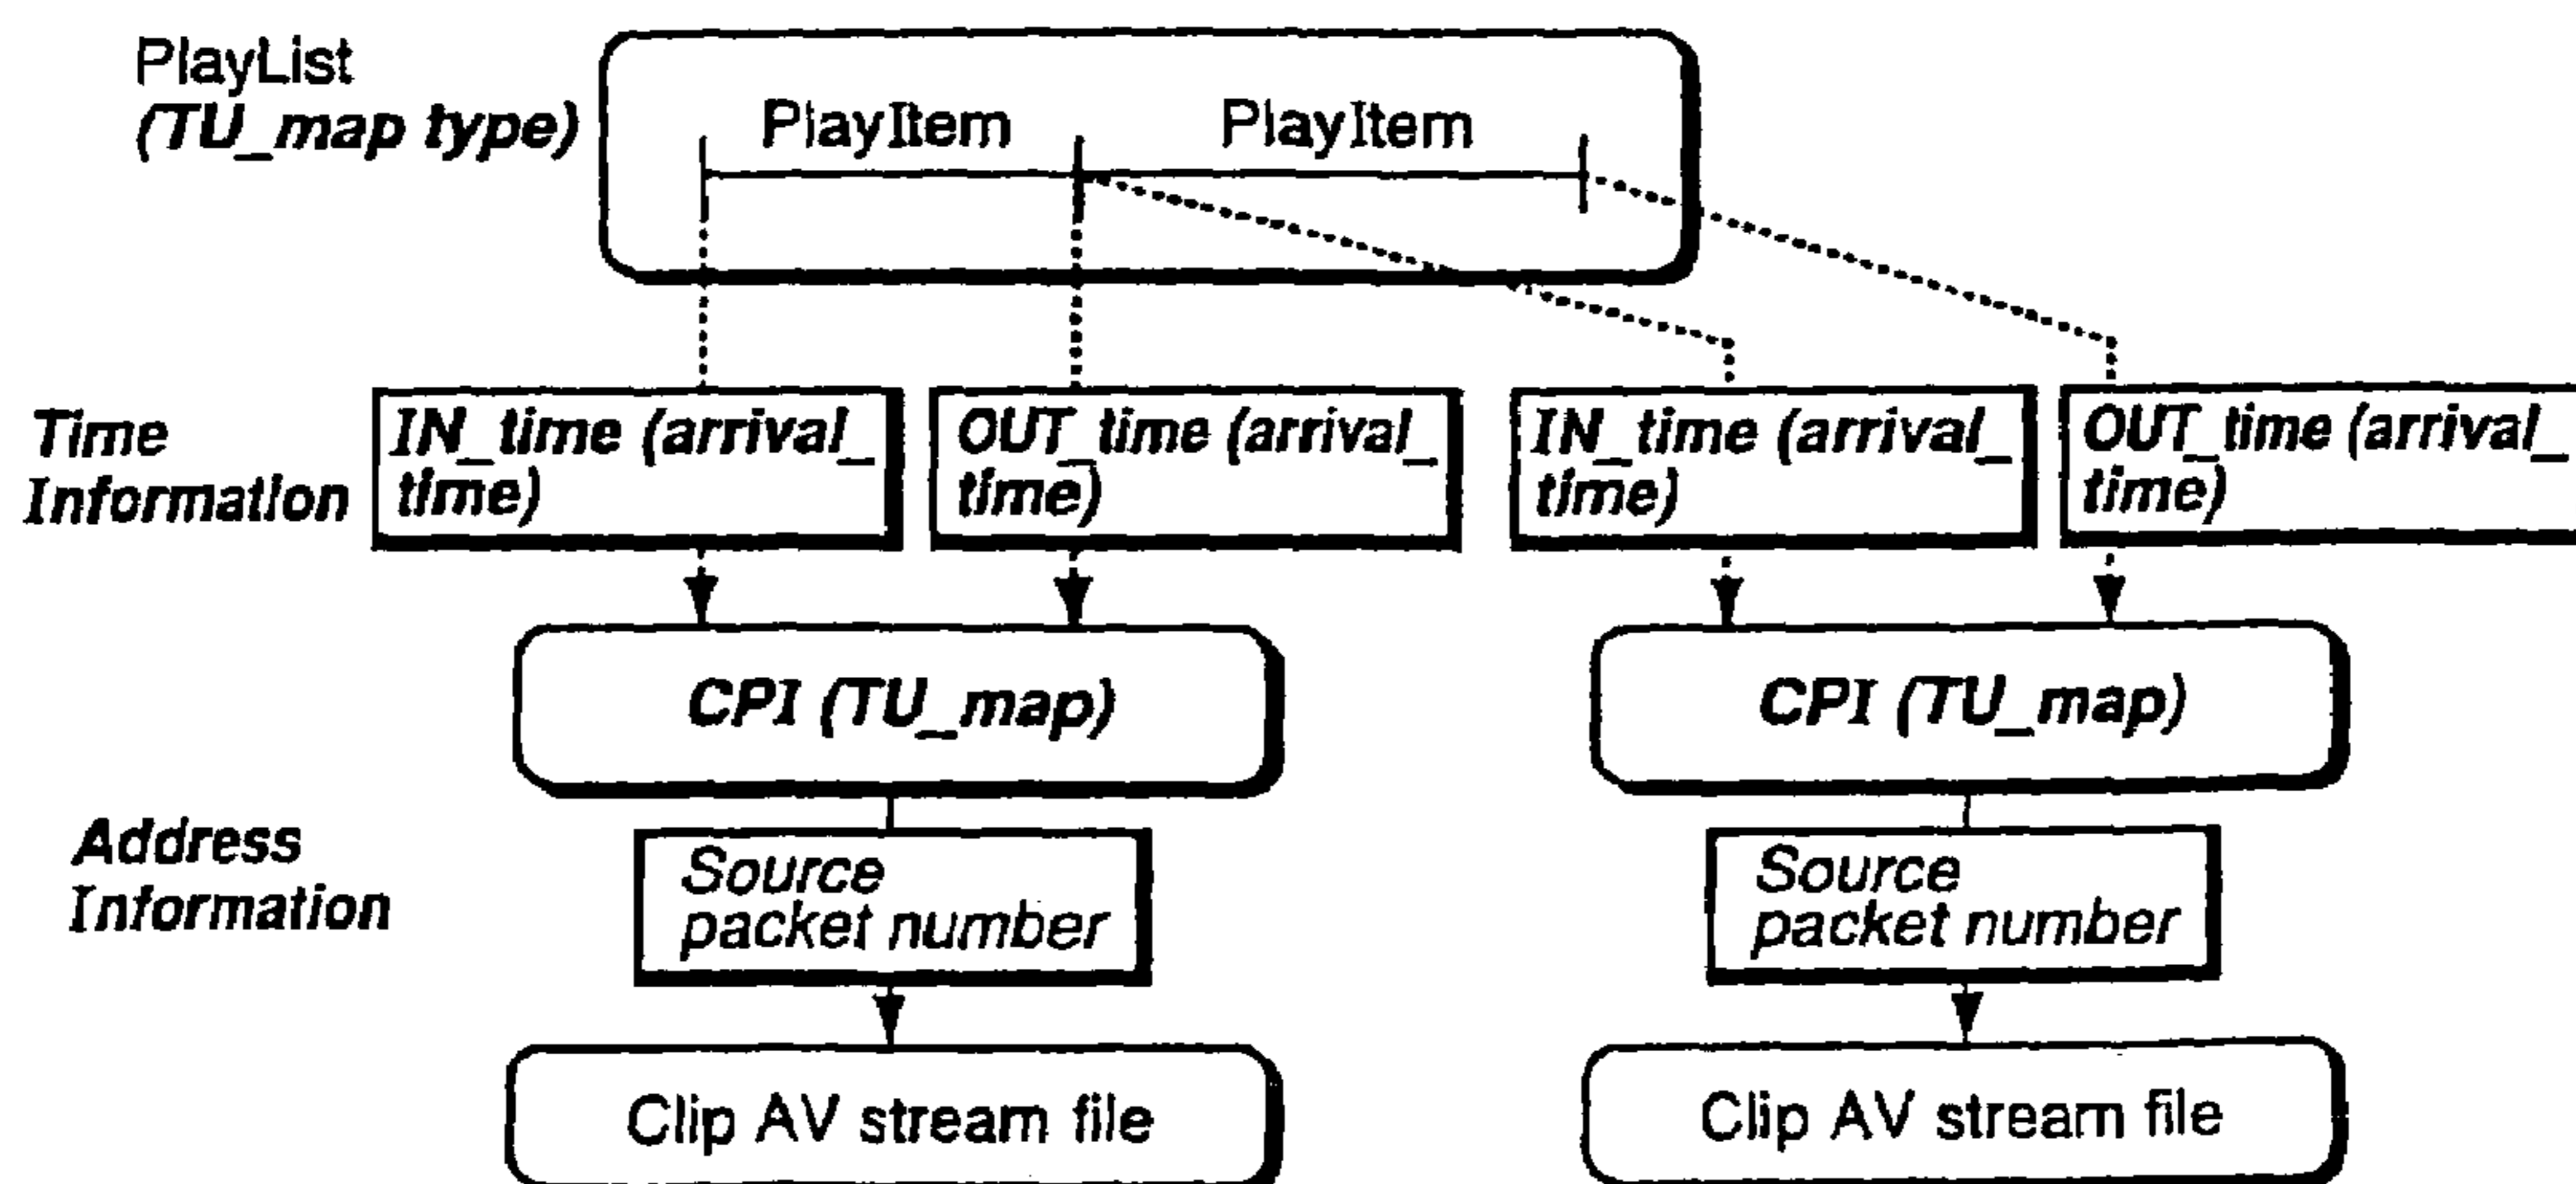 PlayList
(TU_map type)
PlayItem
PlayItem
Time
Information
IN_time (arrival_
time)
OUT_time (arrival_
time)
IN_time (arrival_
time)
OUT_time (arrival_
time)
CPI (TU_map)
CPI (TU_map)
Address
Information
Source
packet number
Source
packet number
Clip AV stream file
Clip AV stream file